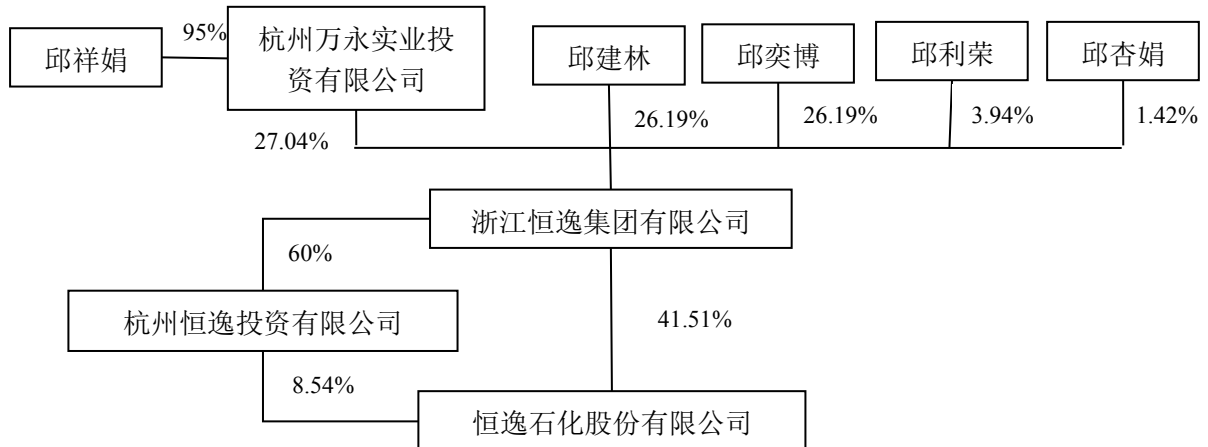 95%
邱祥娟
杭州万永实业投
资有限公司
邱建林
邱奕博
邱利荣
邱杏娟
27.04%
26.19%
26.19%
3.94%
1.42%
浙江恒逸集团有限公司
60%
杭州恒逸投资有限公司
41.51%
8.54%
恒逸石化股份有限公司